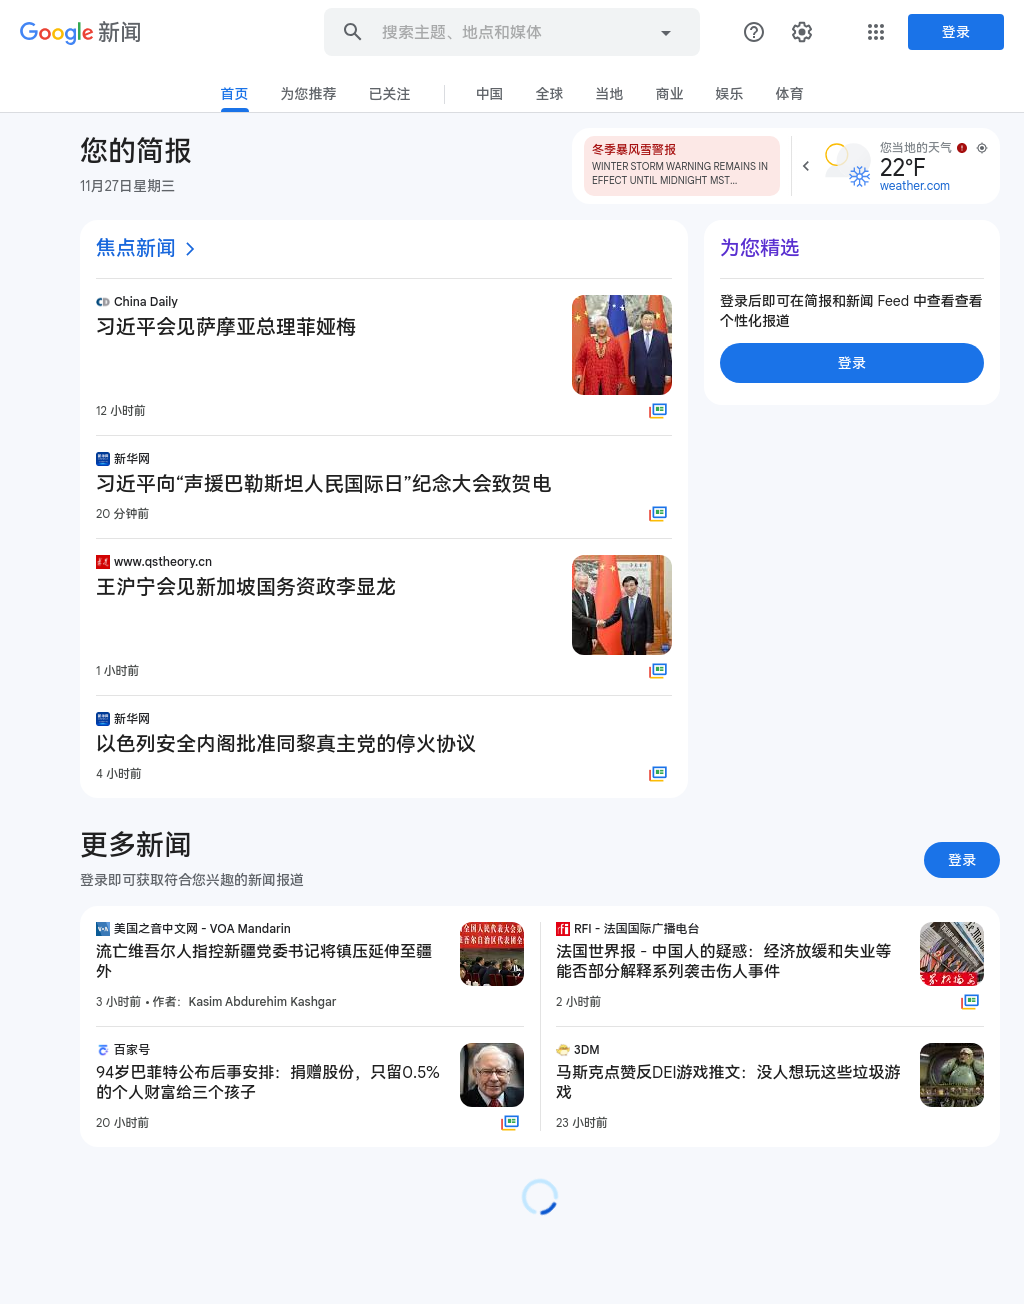 Google 新闻
搜索主题、地点和媒体
登录
首页
为您推荐
已关注
中国
全球
当地
商业
娱乐
体育
您的简报
11月27日星期三
冬季暴风雪警报
WINTER STORM WARNING REMAINS IN
EFFECT UNTIL MIDNIGHT MST...
您当地的天气
22°F
weather.com
焦点新闻
为您精选
China Daily
习近平会见萨摩亚总理菲娅梅
12 小时前
登录后即可在简报和新闻 Feed 中查看查看
个性化报道
登录
新华网
习近平向“声援巴勒斯坦人民国际日”纪念大会致贺电
20 分钟前
www.qstheory.cn
王沪宁会见新加坡国务资政李显龙
1 小时前
新华网
以色列安全内阁批准同黎真主党的停火协议
4 小时前
更多新闻
登录即可获取符合您兴趣的新闻报道
登录
美国之音中文网 - VOA Mandarin
流亡维吾尔人指控新疆党委书记将镇压延伸至疆
外
3 小时前 • 作者： Kasim Abdurehim Kashgar
RFI - 法国国际广播电台
法国世界报 - 中国人的疑惑：经济放缓和失业等
能否部分解释系列袭击伤人事件
2 小时前
百家号
94岁巴菲特公布后事安排：捐赠股份，只留0.5%
的个人财富给三个孩子
20 小时前
3DM
马斯克点赞反DEI游戏推文：没人想玩这些垃圾游
戏
23 小时前